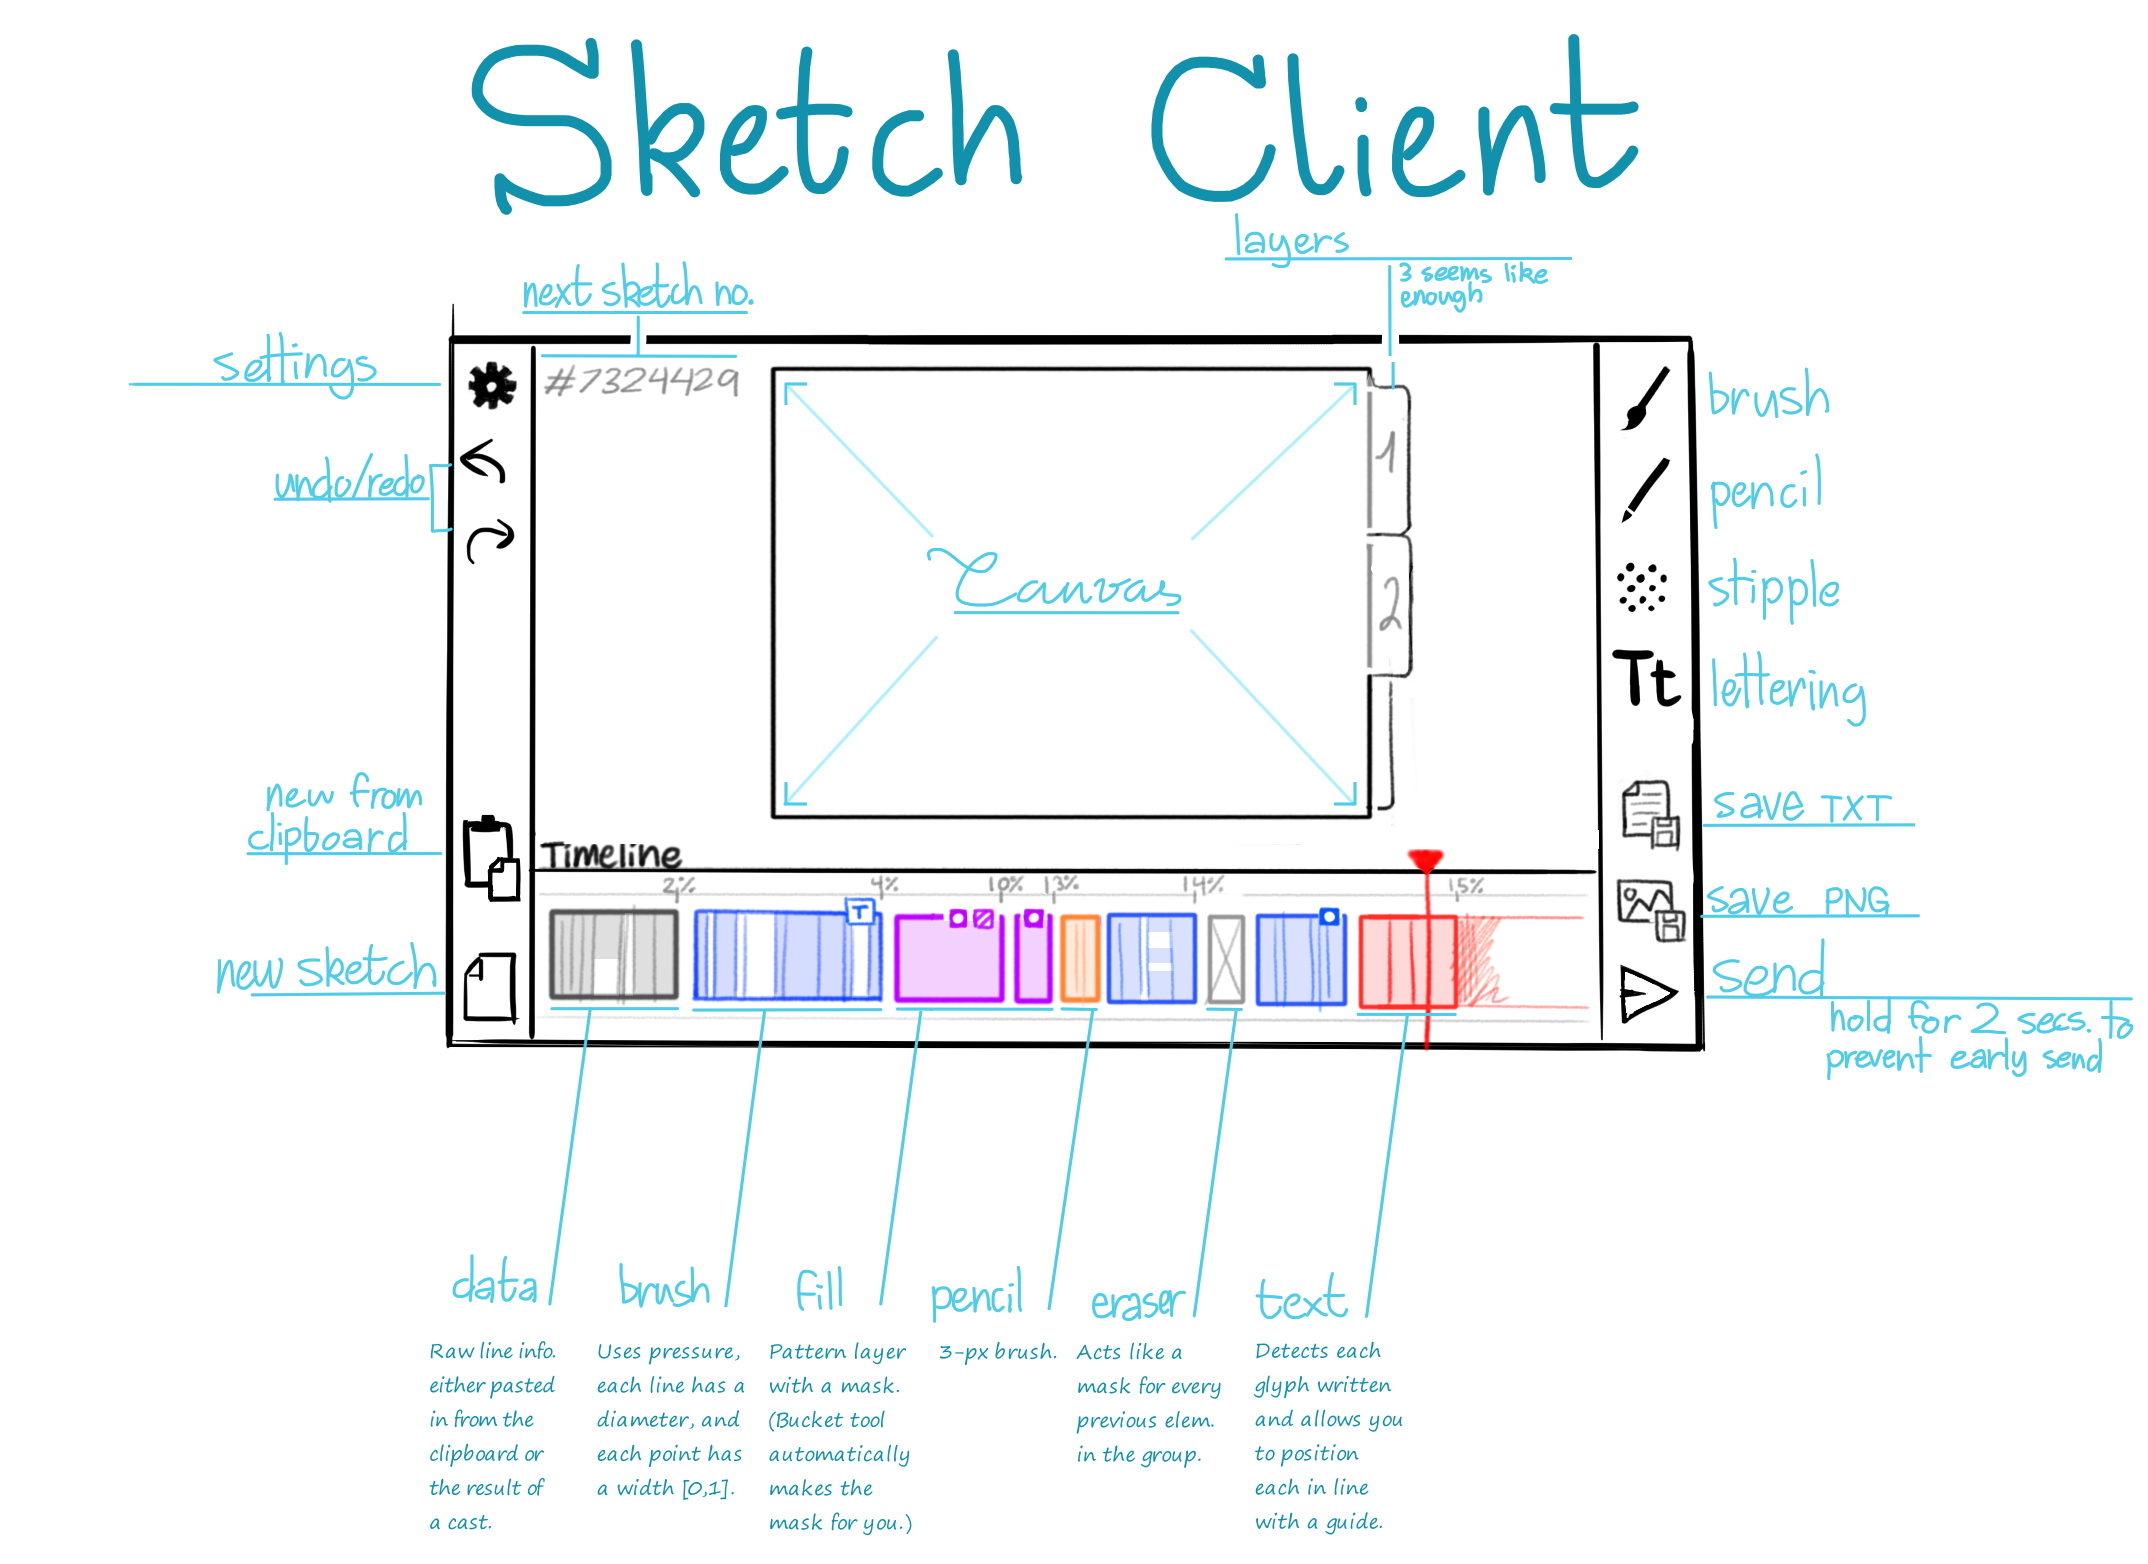 Sketch Client
layers
3 seems like
enough
next sketch no.
settings
#7324429
undo/redo
1
2
Canvas
brush
pencil
stipple
Tt
lettering
new from
clipboard
new sketch
save TXT
save PNG
send
hold for 2 secs. to
prevent early send
Timeline
2% 4% 10% 13% 14% 15%
T
data
Raw line info.
either pasted
in from the
clipboard or
the result of
a cast.
brush
Uses pressure,
each line has a
diameter, and
each point has
a width [0,1].
fill
Pattern layer
with a mask.
(Bucket tool
automatically
makes the
mask for you.)
pencil
3-px brush.
eraser
Acts like a
mask for every
previous elem.
in the group.
text
Detects each
glyph written
and allows you
to position
each in line
with a guide.